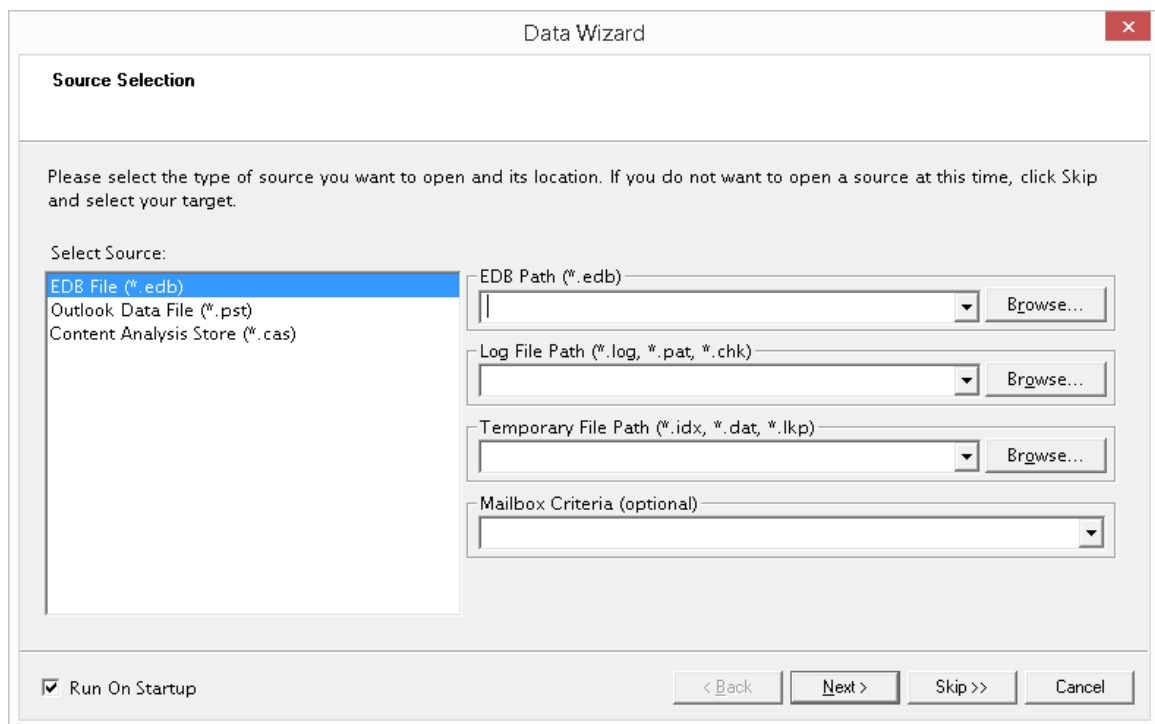 Data Wizard
Source Selection
Please select the type of source you want to open and its location. If you do not want to open a source at this time, click Skip
and select your target.
Select Source:
EDB File (*.edb)
Outlook Data File (*.pst)
Content Analysis Store (*.cas)
EDB Path (*.edb)
Browse...
Log File Path (*.log, *.pat, *.chk)
Browse...
Temporary File Path (*.idx, *.dat, *.lkp)
Browse...
Mailbox Criteria (optional)
Run On Startup
< Back
Next >
Skip >>
Cancel